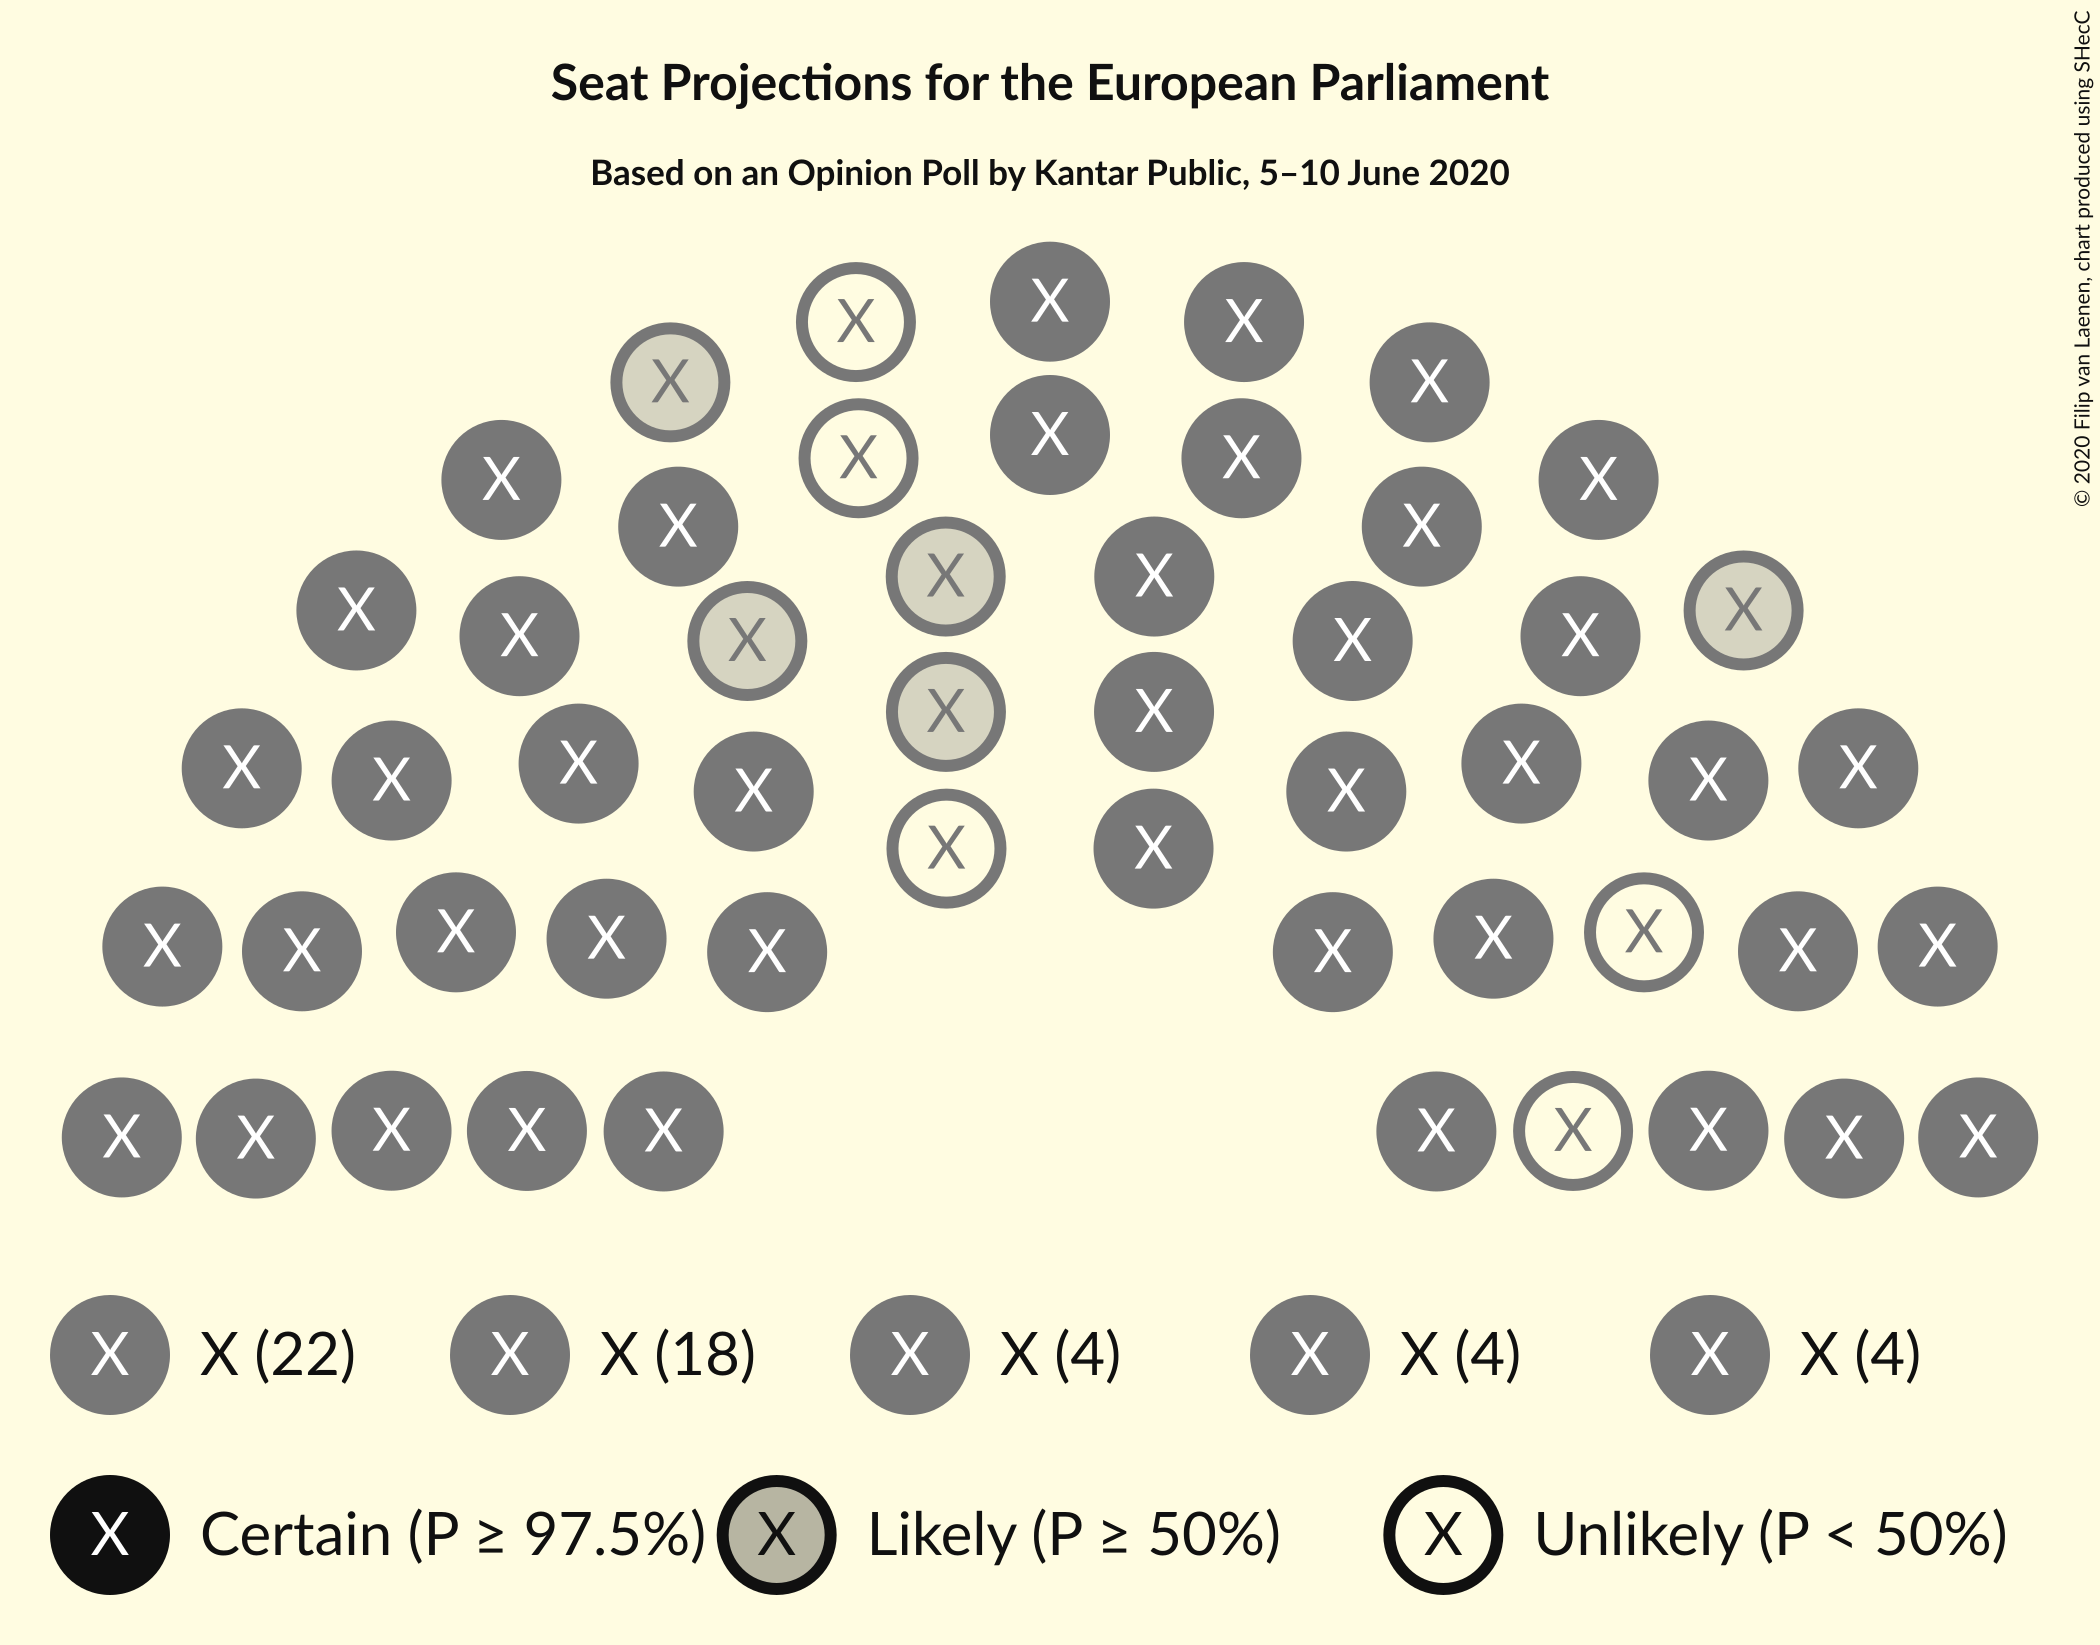 Seat Projections for the European Parliament
Based on an Opinion Poll by Kantar Public, 5–10 June 2020
© 2020 Filip van Laenen, chart produced using SHecC
X X X
X X
X X X
X X
X X
X X
X X X X X X
X X
X X X X X X X X
X X
X X X X X X X X X X
X X X X X X X X X X
X X (22) X X (18) X X (4) X X (4) X X (4)
X Certain (P ≥ 97.5%) X Likely (P ≥ 50%) X Unlikely (P < 50%)